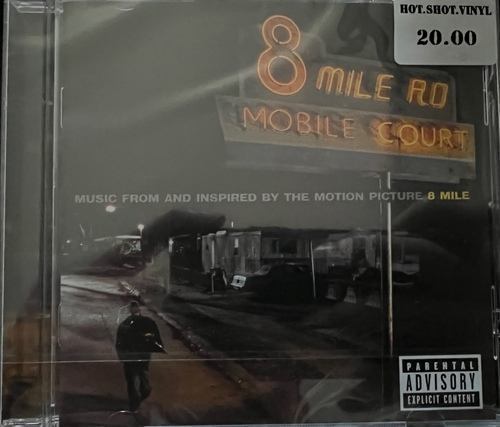 HOT.SHOT.VINYL
20.00
8 MILE RD
MOBILE COURT
MUSIC FROM AND INSPIRED BY THE MOTION PICTURE 8 MILE
PARENTAL
ADVISORY
EXPLICIT CONTENT